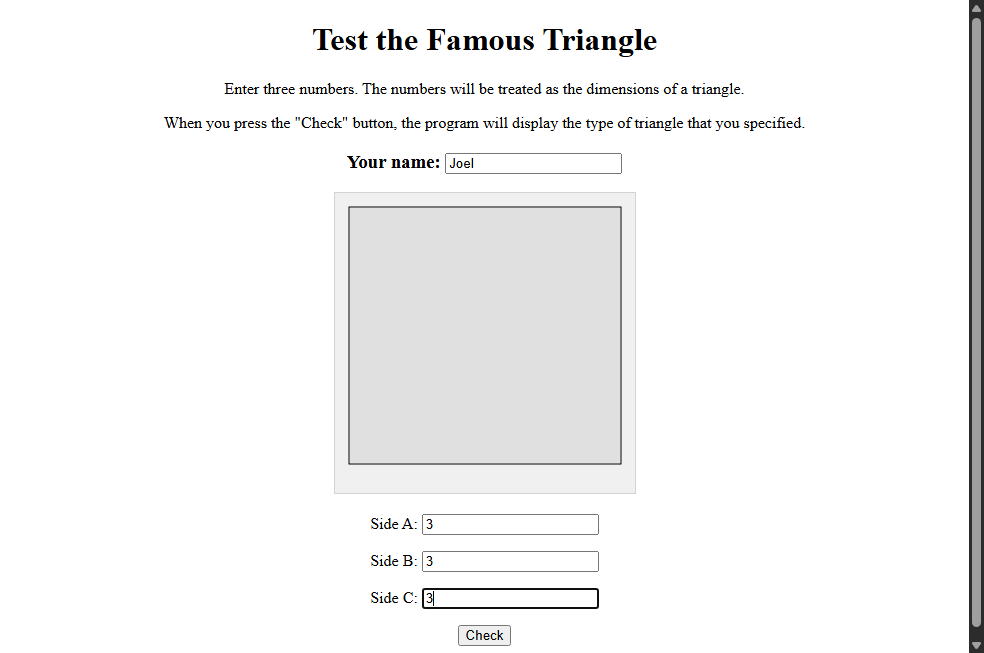 Test the Famous Triangle
Enter three numbers. The numbers will be treated as the dimensions of a triangle.
When you press the "Check" button, the program will display the type of triangle that you specified.
Your name: Joel
Side A: 3
Side B: 3
Side C: 3
Check